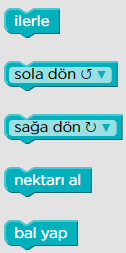 ilerle
sola dön ↺ ▼
sağa dön ↻ ▼
nektarı al
bal yap